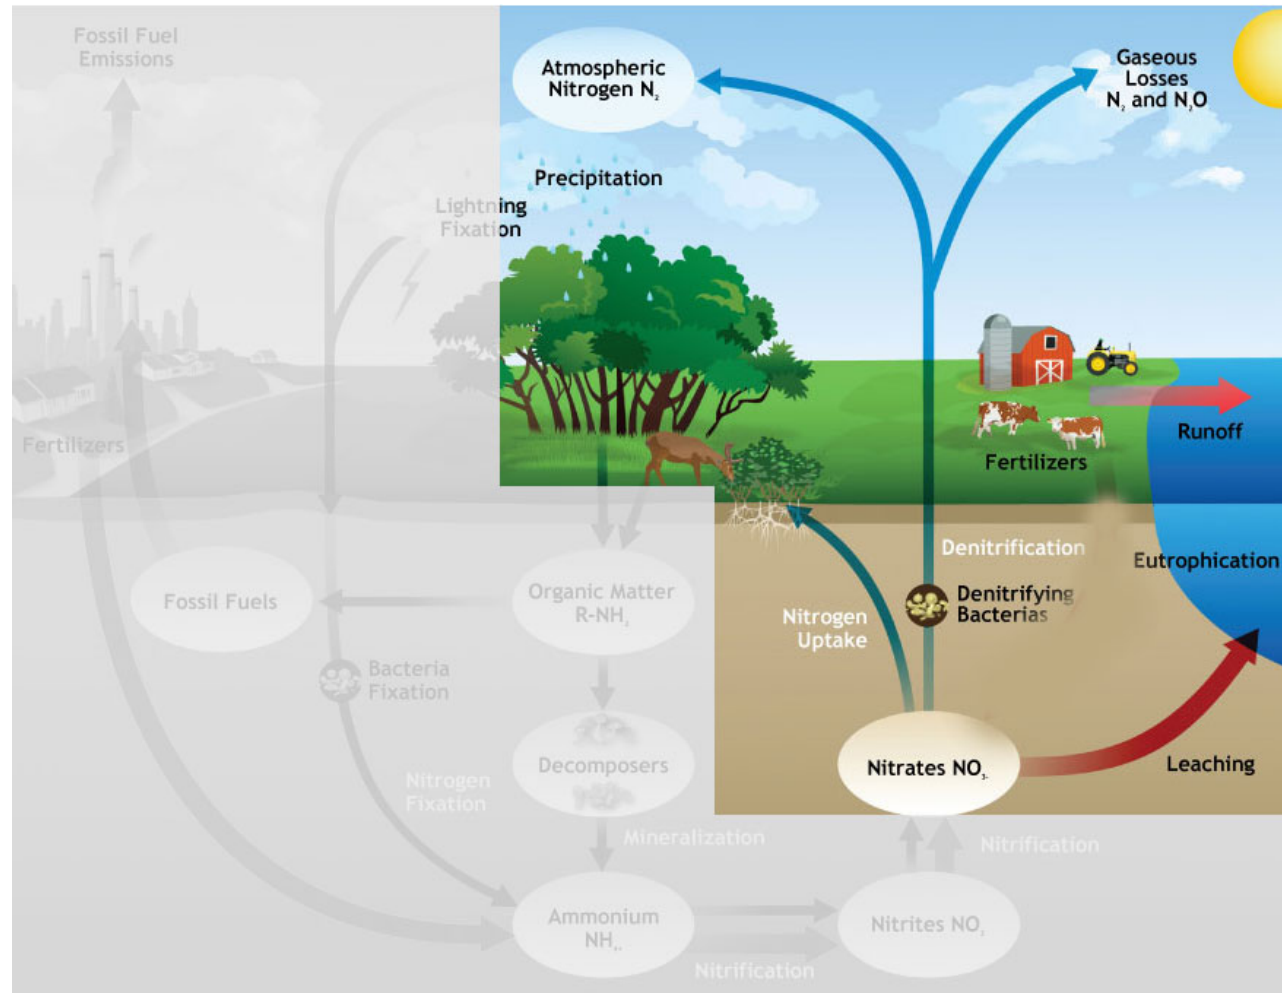 Fossil Fuel
Emissions
Atmospheric
Nitrogen N₂
Gaseous
Losses
N₂ and N₂O
Precipitation
Lightning
Fixation
Fertilizers
Runoff
Fertilizers
Denitrification
Eutrophication
Fossil Fuels
Organic Matter
R-NH₂
Denitrifying
Bacterias
Nitrogen
Uptake
Bacteria
Fixation
Decomposers
Nitrates NO₃-
Leaching
Nitrogen
Fixation
Mineralization
Nitrification
Ammonium
NH₄₊
Nitrites NO₂
Nitrification